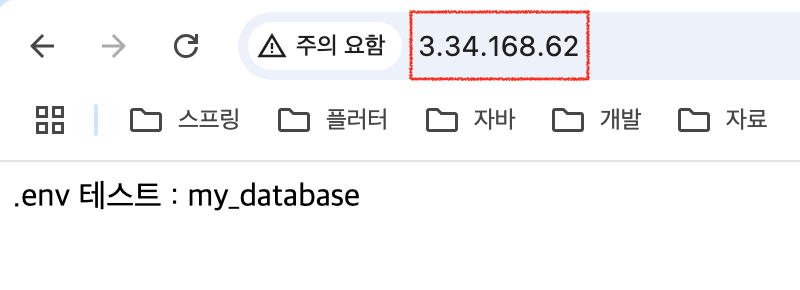 주의 요함 3.34.168.62
스프링 플러터 자바 개발 자료
.env 테스트 : my_database